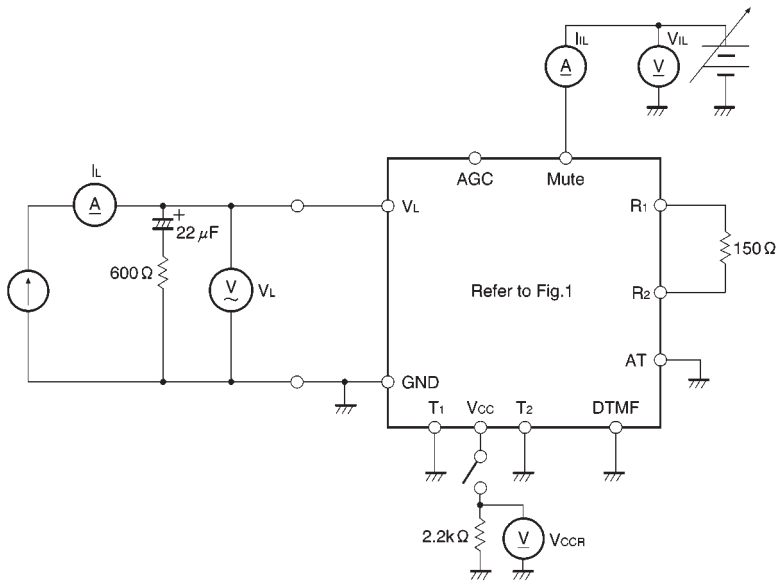 IIL
VIL
A
V
AGC
Mute
IL
A
+
22 μF
600 Ω
V
VL
VL
R1
150 Ω
R2
Refer to Fig.1
AT
GND
T1
VCC
T2
DTMF
2.2k Ω
V
VCCR